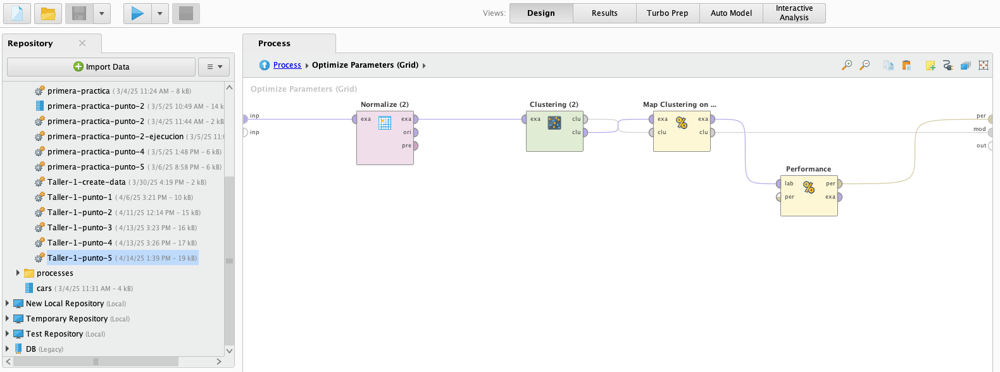 Views:
Design
Results
Turbo Prep
Auto Model
Interactive
Analysis
Repository
Import Data
primera-practica ( 3/4/25 11:24 AM – 8 kB)
primera-practica-punto-2 ( 3/5/25 10:49 AM – 14 k
primera-practica-punto-2 ( 3/4/25 11:44 AM – 2 kB
primera-practica-punto-2-ejecucion ( 3/5/25 11:
primera-practica-punto-4 ( 3/5/25 1:48 PM – 6 kB)
primera-practica-punto-5 ( 3/6/25 8:58 PM – 6 kB)
Taller-1-create-data ( 3/30/25 4:19 PM – 2 kB)
Taller-1-punto-1 ( 4/6/25 3:21 PM – 10 kB)
Taller-1-punto-2 ( 4/11/25 12:14 PM – 15 kB)
Taller-1-punto-3 ( 4/13/25 3:23 PM – 16 kB)
Taller-1-punto-4 ( 4/13/25 3:26 PM – 17 kB)
Taller-1-punto-5 ( 4/14/25 1:39 PM – 19 kB)
processes
cars ( 3/4/25 11:31 AM – 4 kB)
New Local Repository (Local)
Temporary Repository (Local)
Test Repository (Local)
DB (Legacy)
Process
Process Optimize Parameters (Grid)
Optimize Parameters (Grid)
inp
inp
Normalize (2)
exa exa
ori
pre
Clustering (2)
exa clu
clu
Map Clustering on ...
exa exa
clu clu
Performance
lab per
per exa
per
mod
out